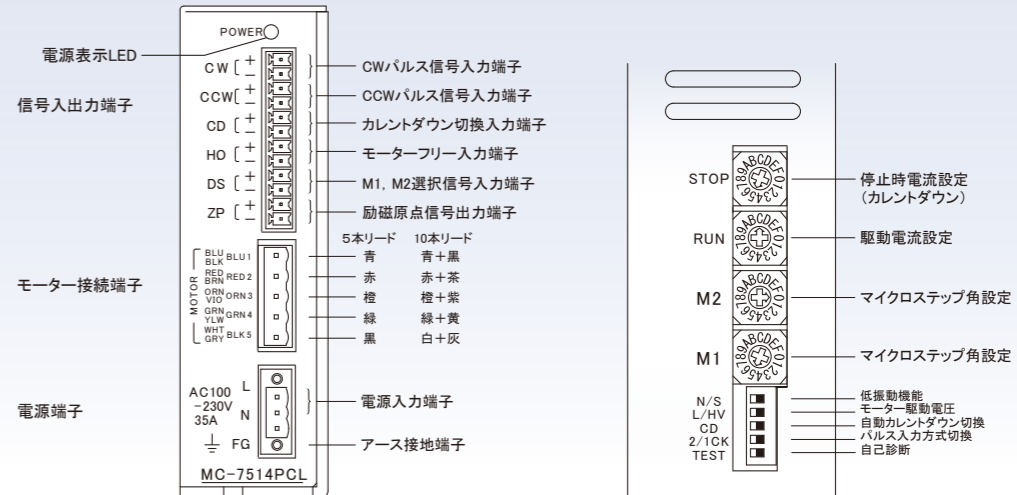 POWER
電源表示LED
信号入出力端子
CW [ + −
CWパルス信号入力端子
CCW [ + −
CCWパルス信号入力端子
CD [ + −
カレントダウン切換入力端子
HO [ + −
モーターフリー入力端子
DS [ + −
M1, M2選択信号入力端子
ZP [ + −
励磁原点信号出力端子
5本リード 10本リード
モーター接続端子
MOTOR
BLU BLK BLU1 青 青+黒
RED BRN RED2 赤 赤+茶
ORN VIO ORN3 橙 橙+紫
GRN YLW GRN4 緑 緑+黄
WHT GRY BLK5 黒 白+灰
電源端子
AC100
−230V
35A
L
N
FG
電源入力端子
アース接地端子
MC−7514PCL
STOP
0123456789ABCDEF
停止時電流設定
(カレントダウン)
RUN
0123456789ABCDEF
駆動電流設定
M2
0123456789ABCDEF
マイクロステップ角設定
M1
0123456789ABCDEF
マイクロステップ角設定
N/S 低振動機能
L/HV モーター駆動電圧
CD 自動カレントダウン切換
2/1CK パルス入力方式切換
TEST 自己診断